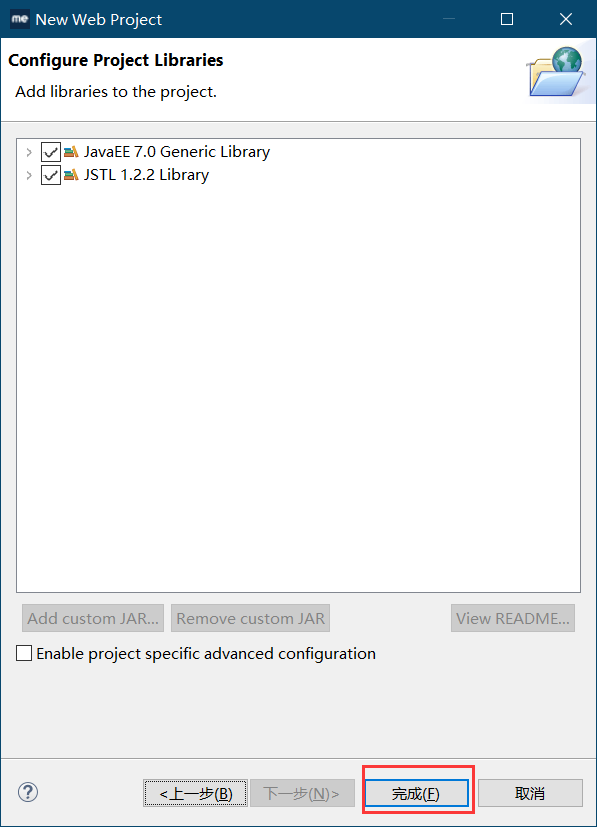 me New Web Project
Configure Project Libraries
Add libraries to the project.
JavaEE 7.0 Generic Library
JSTL 1.2.2 Library
Add custom JAR... Remove custom JAR View README...
Enable project specific advanced configuration
? <上一步(B) 下一步(N)> 完成(F) 取消